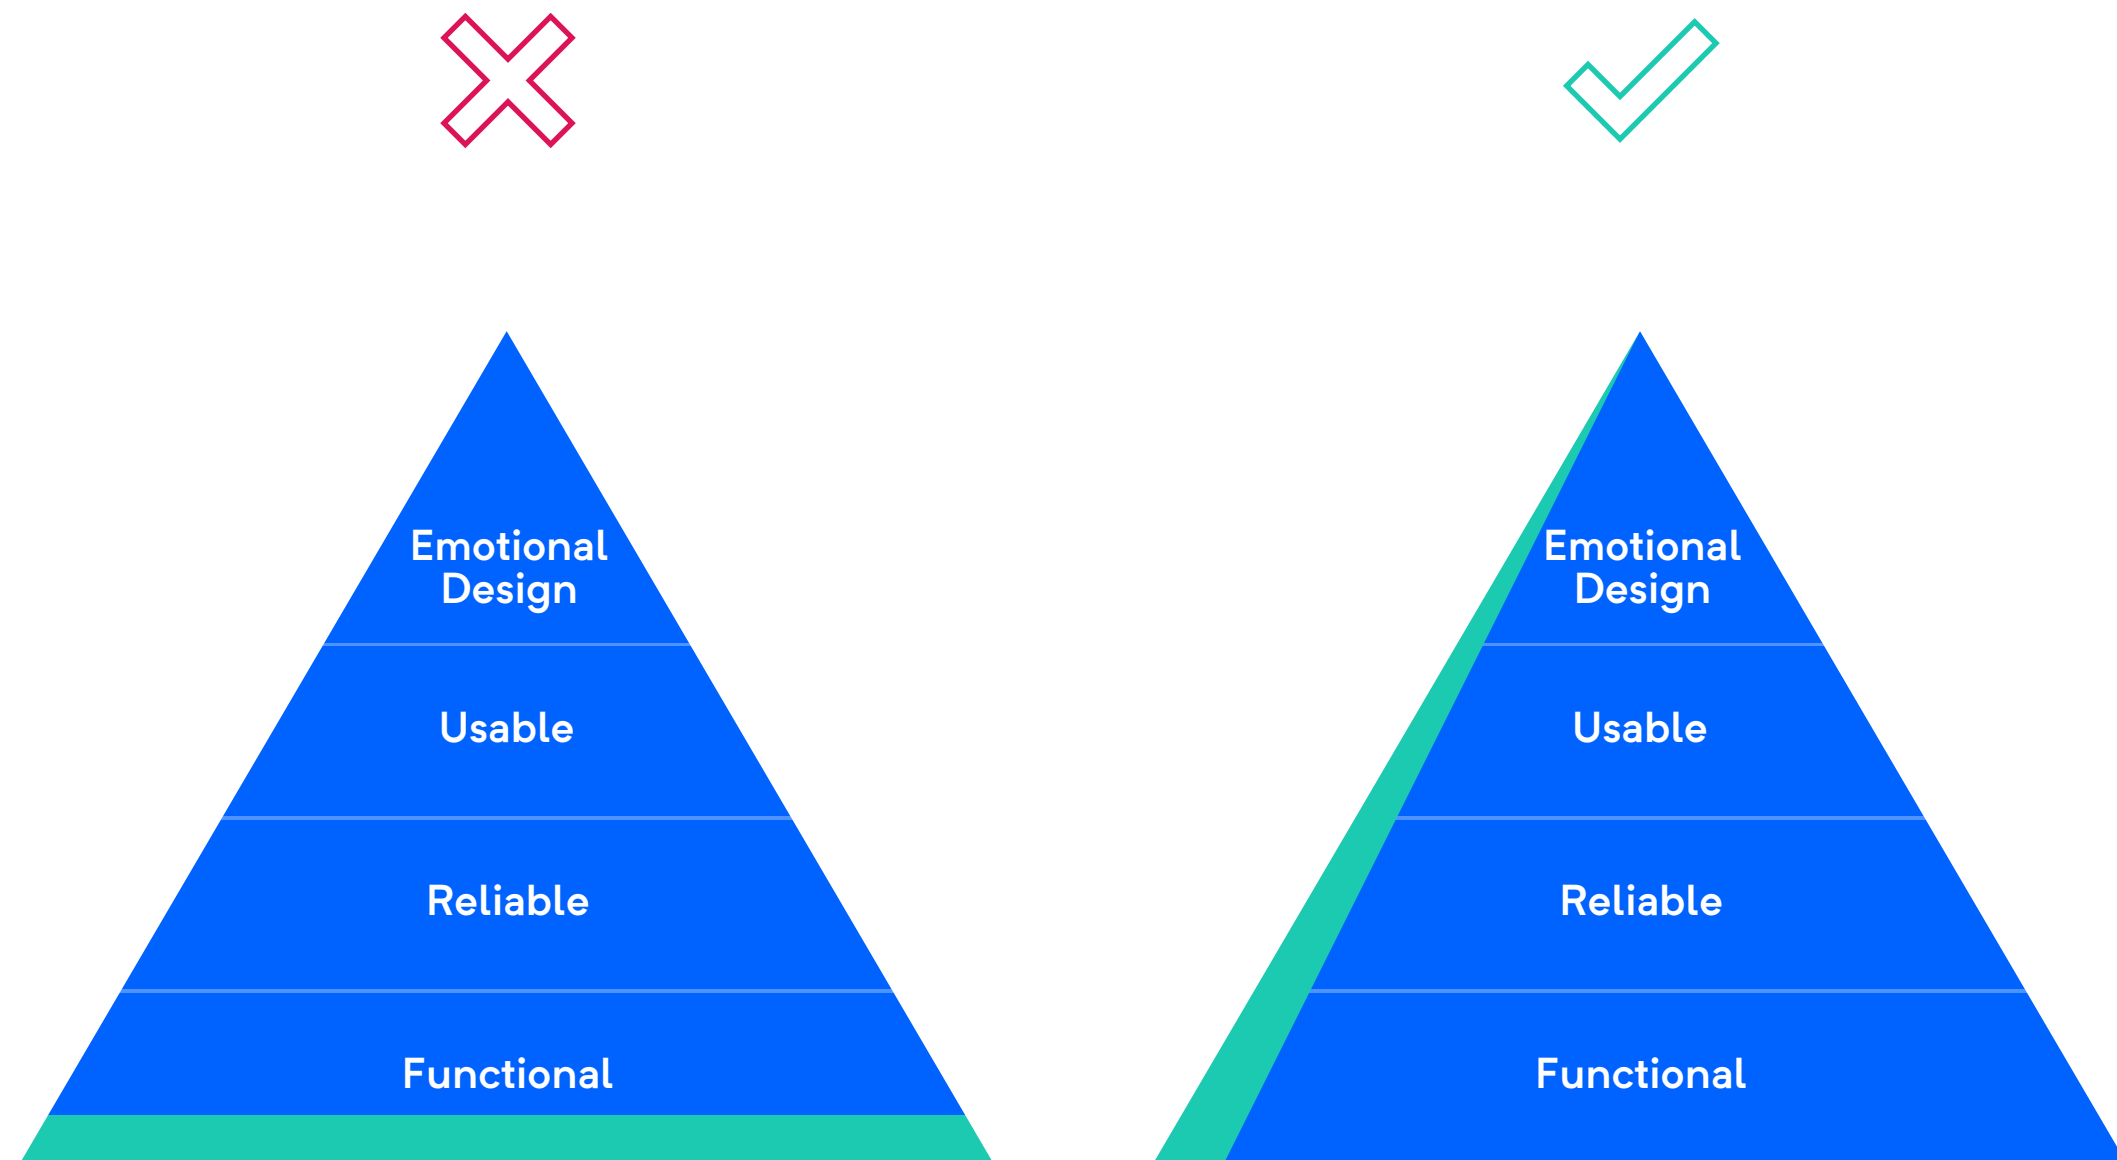 Emotional
Design
Usable
Reliable
Functional
Emotional
Design
Usable
Reliable
Functional